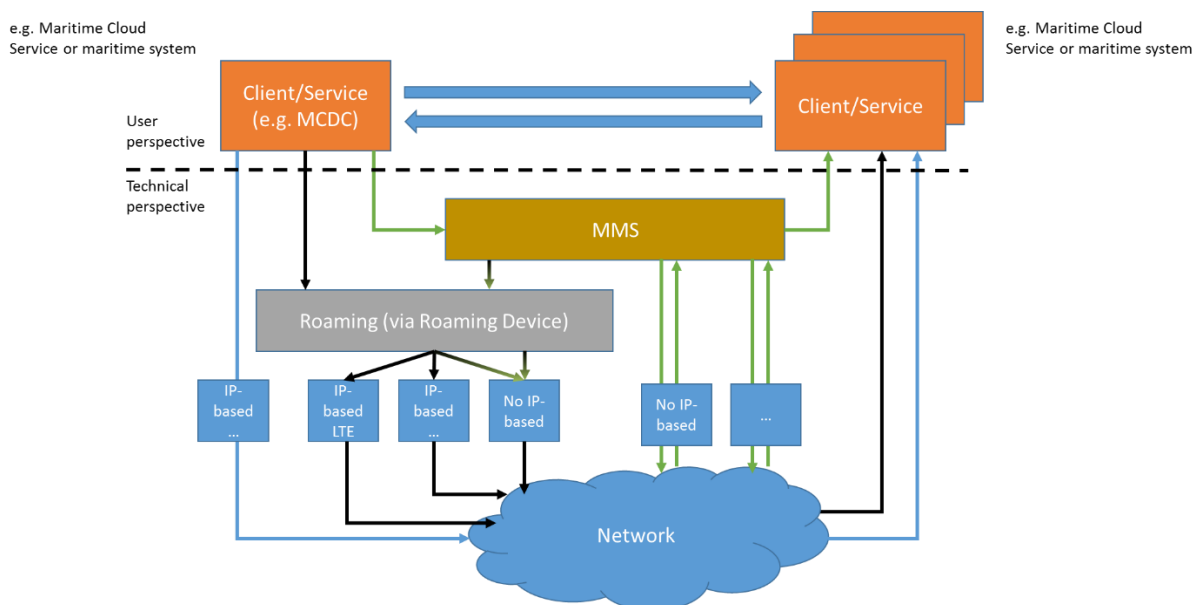 e.g. Maritime Cloud
Service or maritime system
e.g. Maritime Cloud
Service or maritime system
Client/Service
(e.g. MCDC)
Client/Service
User
perspective
Technical
perspective
MMS
Roaming (via Roaming Device)
IP-
based
...
IP-
based
LTE
IP-
based
...
No IP-
based
No IP-
based
...
Network